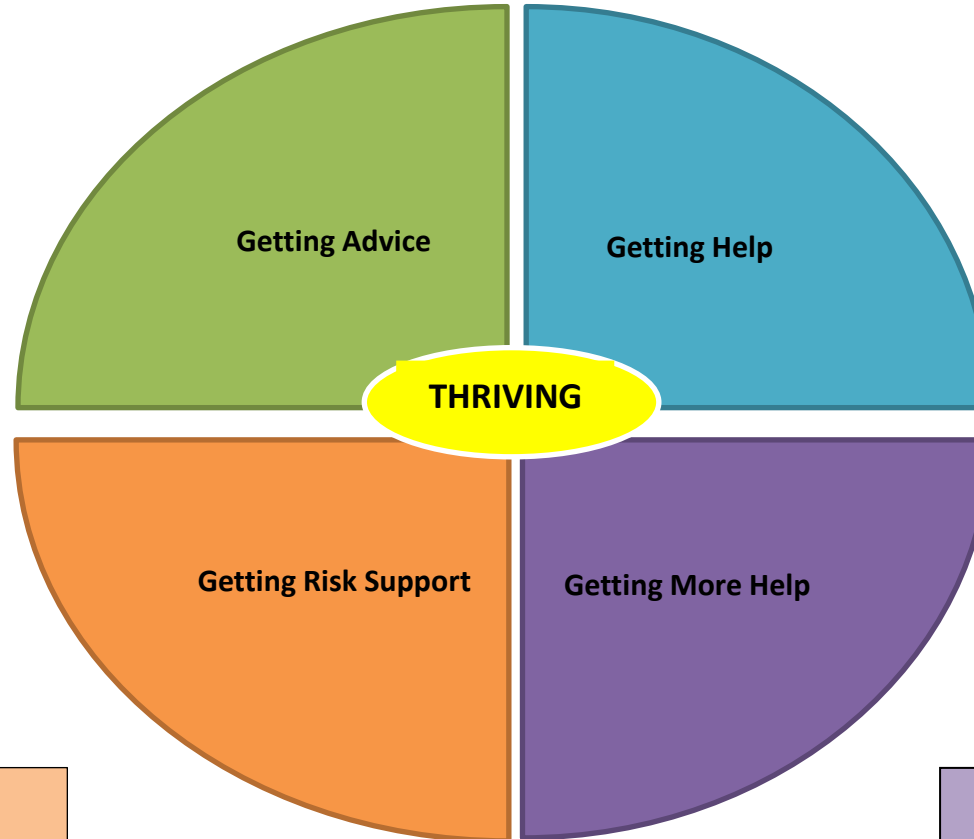 Getting Advice
Getting Help
THRIVING
Getting Risk Support
Getting More Help